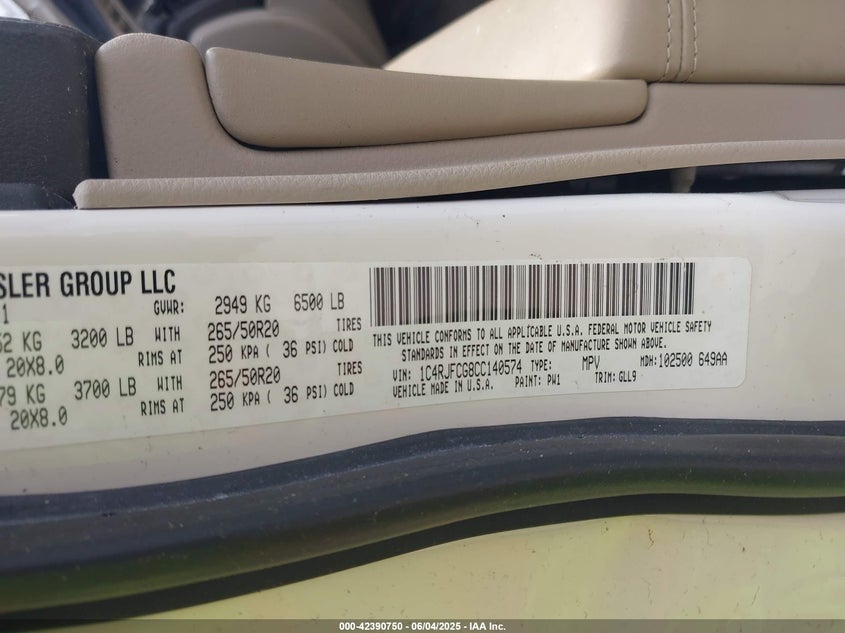 SLER GROUP LLC
1
GVWR: 2949 KG 6500 LB
52 KG 3200 LB WITH 265/50R20 TIRES
20X8.0 RIMS AT 250 KPA ( 36 PSI) COLD
79 KG 3700 LB WITH 265/50R20 TIRES
20X8.0 RIMS AT 250 KPA ( 36 PSI) COLD
THIS VEHICLE CONFORMS TO ALL APPLICABLE U.S.A. FEDERAL MOTOR VEHICLE SAFETY
STANDARDS IN EFFECT ON THE DATE OF MANUFACTURE SHOWN ABOVE.
VIN: 1C4RJFCG8CC140574 TYPE: MPV MDH:102500 649AA
VEHICLE MADE IN U.S.A. PAINT: PW1 TRIM: GLL9
000-42390750 | 06/04/2025 - IAA Inc.